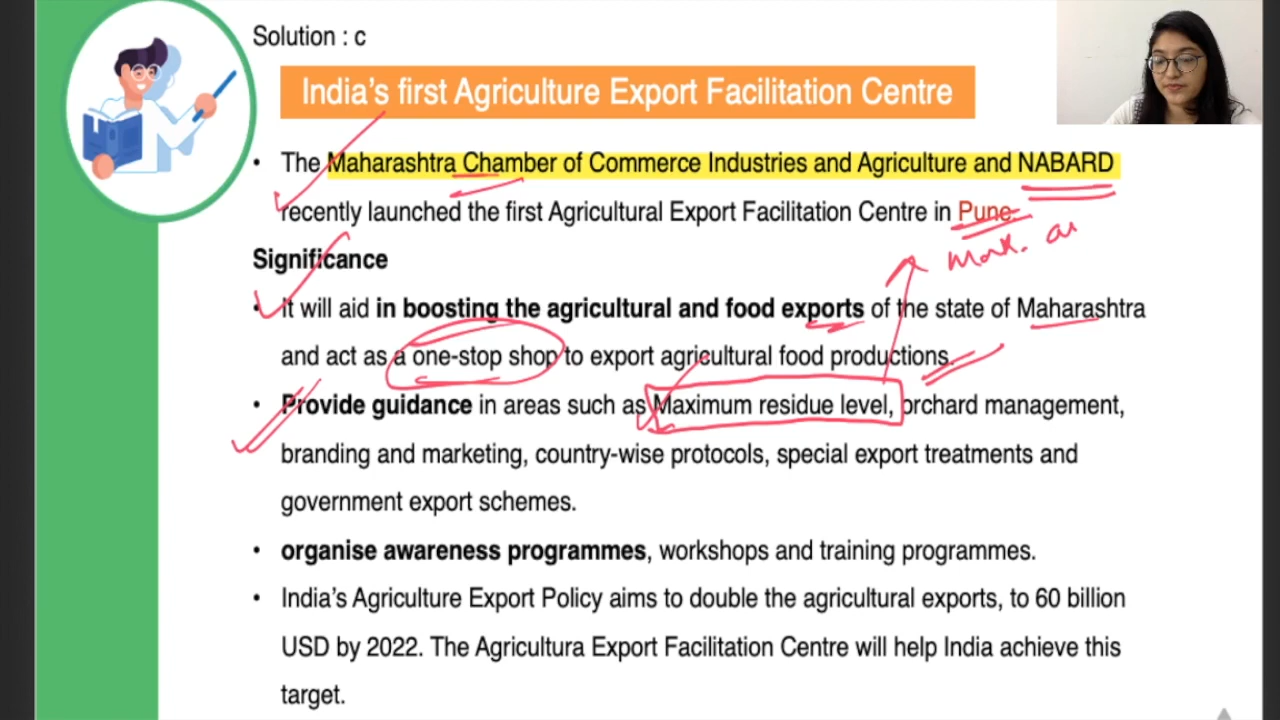 Solution : c
India's first Agriculture Export Facilitation Centre
• The Maharashtra Chamber of Commerce Industries and Agriculture and NABARD
recently launched the first Agricultural Export Facilitation Centre in Pune.
Significance
• It will aid in boosting the agricultural and food exports of the state of Maharashtra
and act as a one-stop shop to export agricultural food productions.
• Provide guidance in areas such as Maximum residue level, orchard management,
branding and marketing, country-wise protocols, special export treatments and
government export schemes.
• organise awareness programmes, workshops and training programmes.
• India's Agriculture Export Policy aims to double the agricultural exports, to 60 billion
USD by 2022. The Agricultura Export Facilitation Centre will help India achieve this
target.